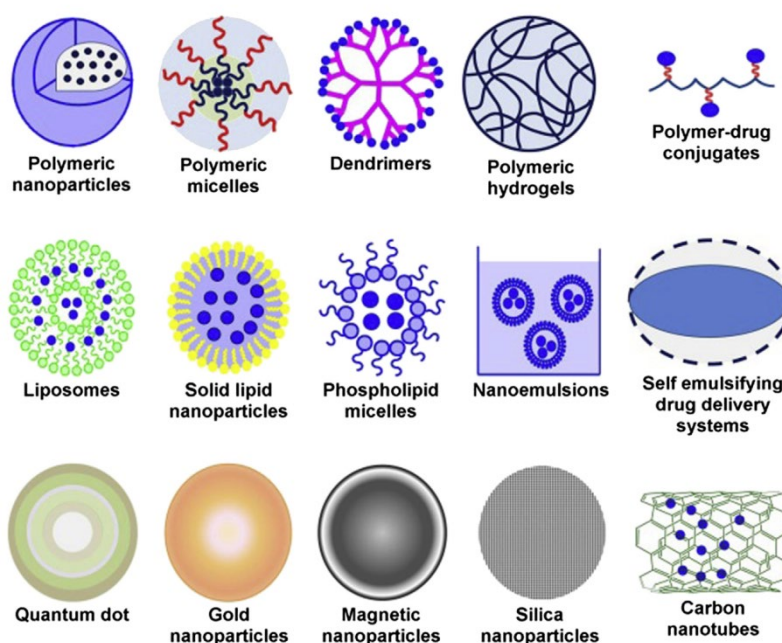 Polymeric
nanoparticles
Polymeric
micelles
Dendrimers
Polymeric
hydrogels
Polymer-drug
conjugates
Liposomes
Solid lipid
nanoparticles
Phospholipid
micelles
Nanoemulsions
Self emulsifying
drug delivery
systems
Quantum dot
Gold
nanoparticles
Magnetic
nanoparticles
Silica
nanoparticles
Carbon
nanotubes